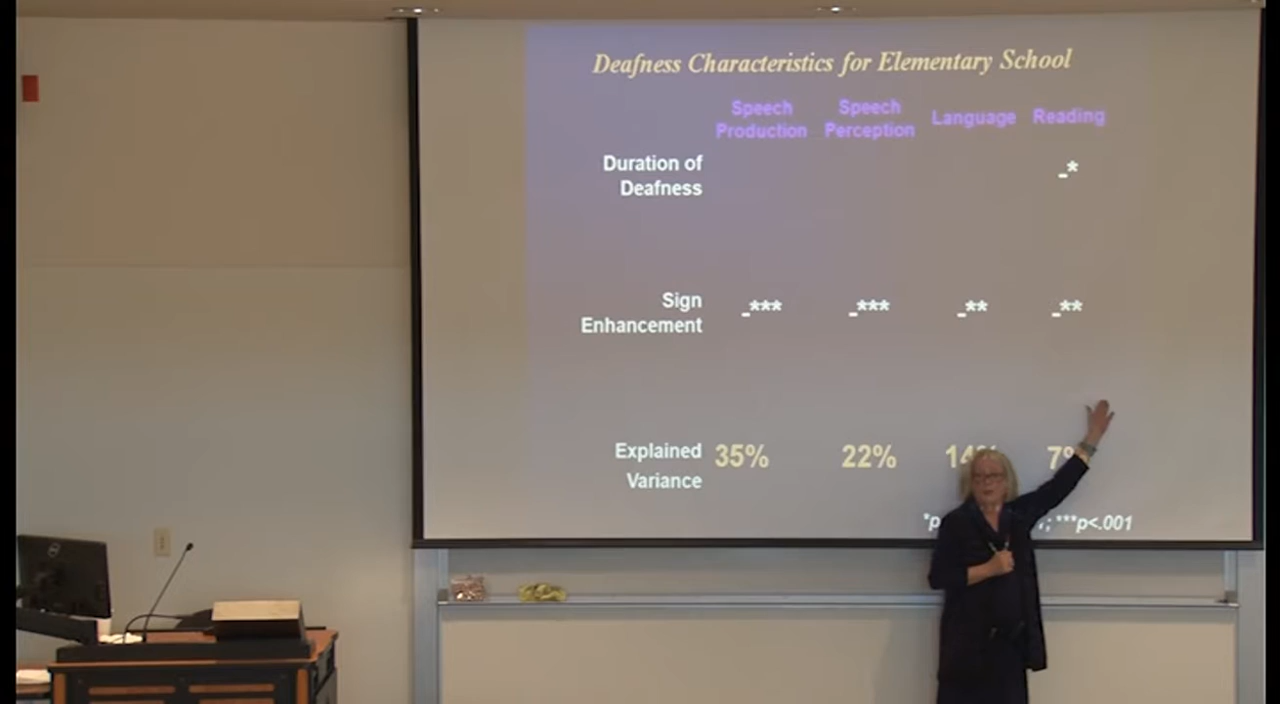 Deafness Characteristics for Elementary School
Speech Production
Speech Perception
Language
Reading
Duration of
Deafness
-*
Sign
Enhancement
-***
-***
-**
-**
Explained
Variance
35%
22%
***p<.001